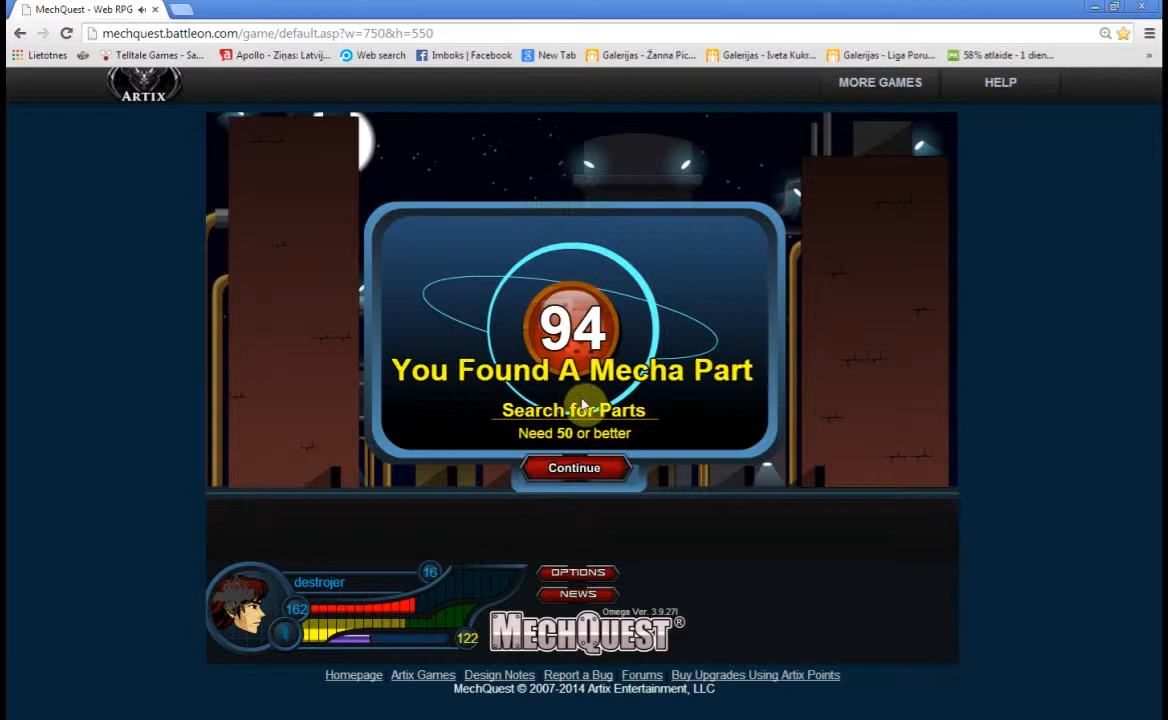 MechQuest - Web RPG
mechquest.battleon.com/game/default.asp?w=750&h=550
Lietotnes Telltale Games - Sa... Apollo - Ziņas: Latvij... Web search Imboks | Facebook New Tab Galerijas - Žanna Pic... Galerijas - Iveta Kukr... Galerijas - Liga Poru... 58% atlaide - 1 dien... »
ARTIX MORE GAMES HELP
94
You Found A Mecha Part
Search for Parts
Need 50 or better
Continue
destrojer 16
162
122
OPTIONS
NEWS
Omega Ver. 3.9.271
MECHQUEST®
Homepage Artix Games Design Notes Report a Bug Forums Buy Upgrades Using Artix Points
MechQuest © 2007-2014 Artix Entertainment, LLC